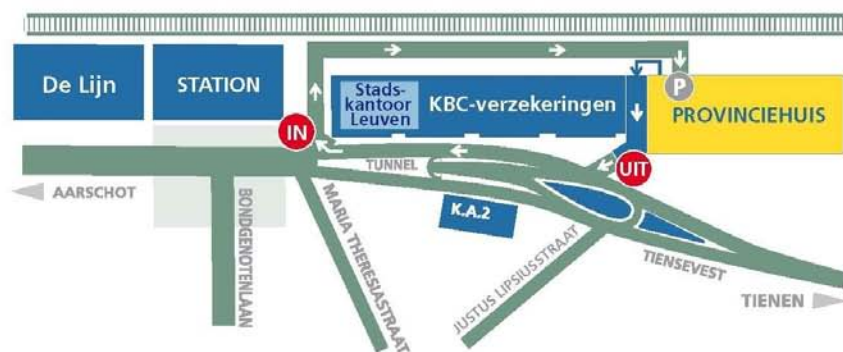 De Lijn
STATION
Stads-
kantoor
Leuven
KBC-verzekeringen
P
PROVINCIEHUIS
IN
UIT
TUNNEL
AARSCHOT
BONDGENOTENLAAN
MARIA THERESIASTRAAT
K.A.2
JUSTUS LIPSIUSSTRAAT
TIENSEVEST
TIENEN